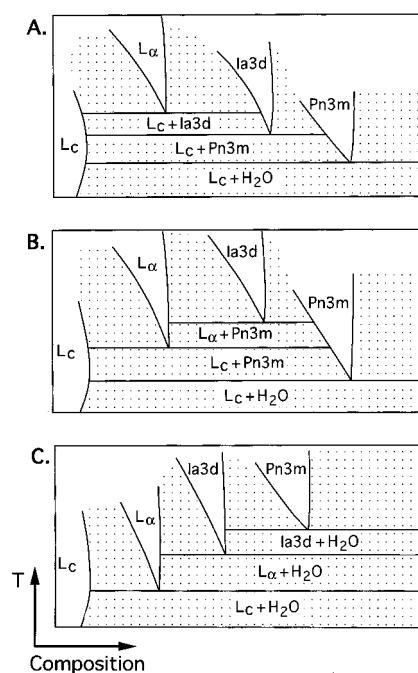 A.
Lα
Ia3d
Pn3m
Lc
Lc + Ia3d
Lc + Pn3m
Lc + H2O
B.
Lα
Ia3d
Pn3m
Lc
Lα + Pn3m
Lc + Pn3m
Lc + H2O
C.
Lα
Ia3d
Pn3m
Lc
Ia3d + H2O
Lα + H2O
Lc + H2O
T
Composition